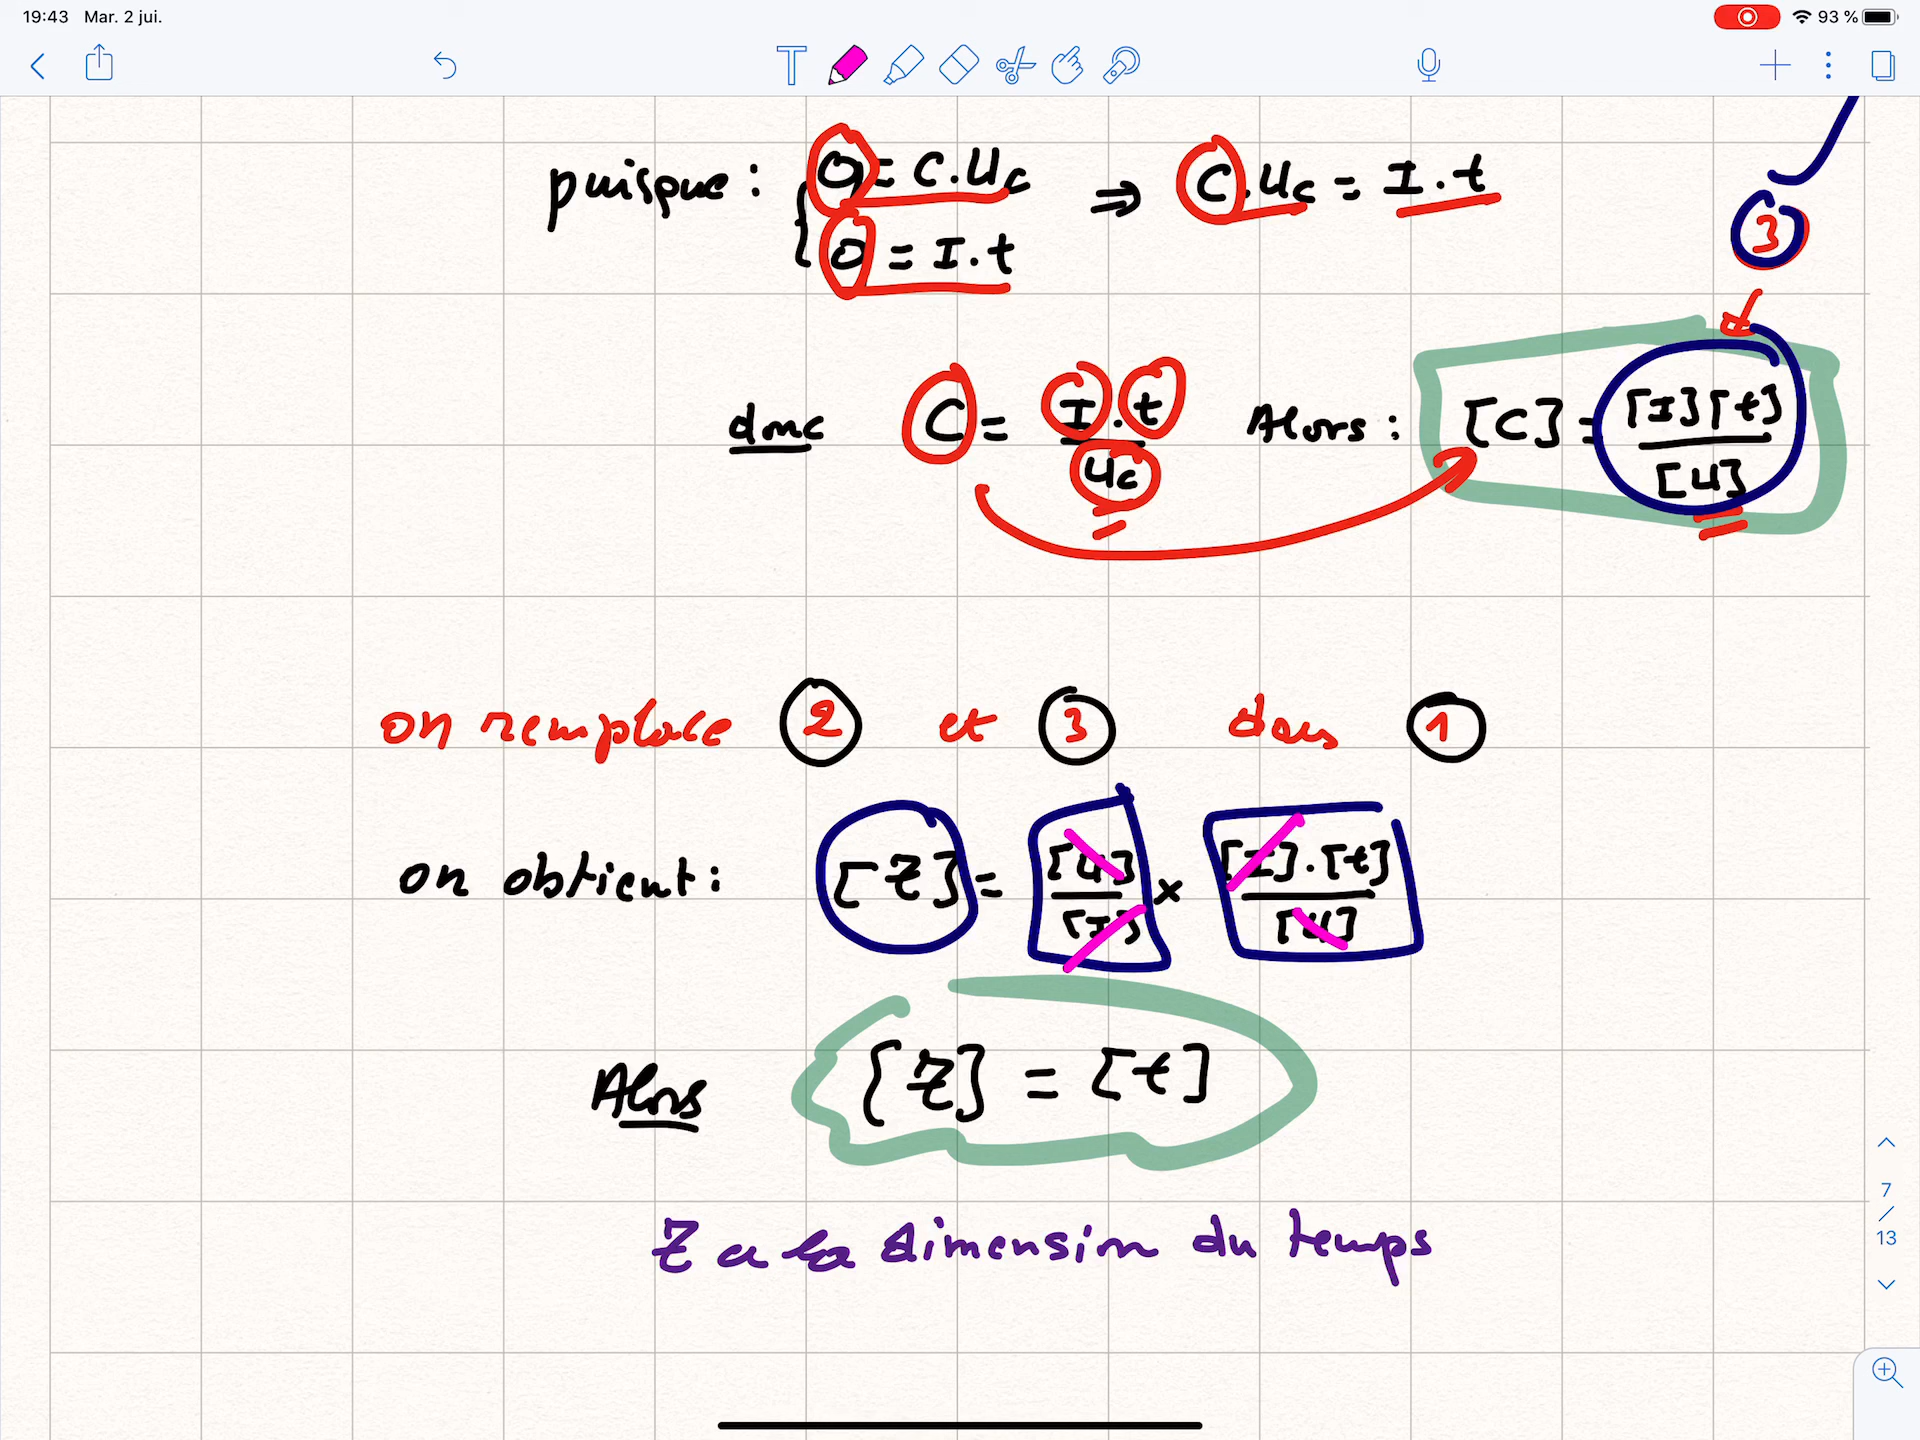 19:43 Mar. 2 jui. 93 %
puisque : { Q = C.Uc ⇒ C.Uc = I.t
Q = I.t
3
donc C = I.t / Uc Alors : [C] = [I][t] / [U]
on remplace 2 et 3 dans 1
on obtient : [Z] = [U] / [I] × [I].[t] / [U]
Alors [Z] = [t]
Z a la dimension du temps
7
/
13